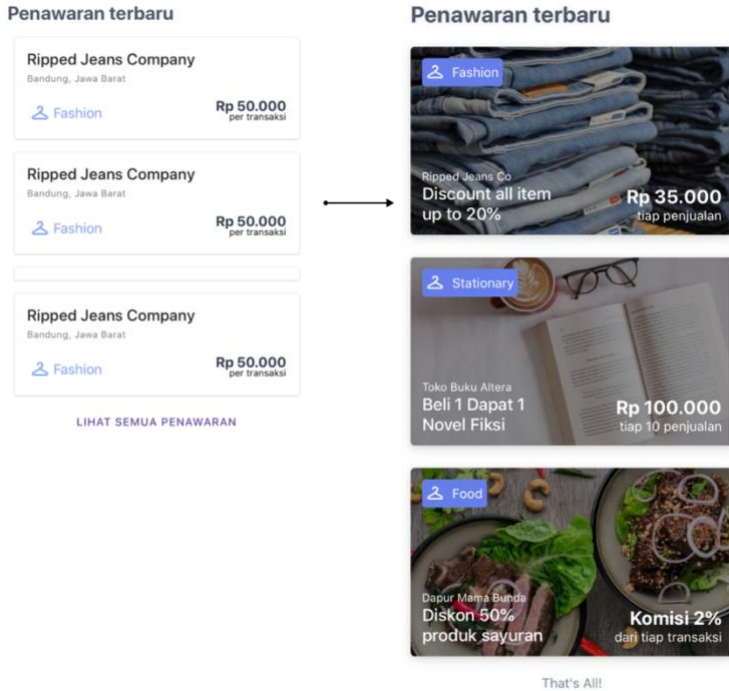 Penawaran terbaru
Ripped Jeans Company
Bandung, Jawa Barat
Fashion
Rp 50.000
per transaksi
Ripped Jeans Company
Bandung, Jawa Barat
Fashion
Rp 50.000
per transaksi
Ripped Jeans Company
Bandung, Jawa Barat
Fashion
Rp 50.000
per transaksi
LIHAT SEMUA PENAWARAN
Penawaran terbaru
Fashion
Ripped Jeans Co
Discount all item
up to 20%
Rp 35.000
tiap penjualan
Stationary
Toko Buku Altera
Beli 1 Dapat 1
Novel Fiksi
Rp 100.000
tiap 10 penjualan
Food
Dapur Mama Bunda
Diskon 50%
produk sayuran
Komisi 2%
dari tiap transaksi
That's All!